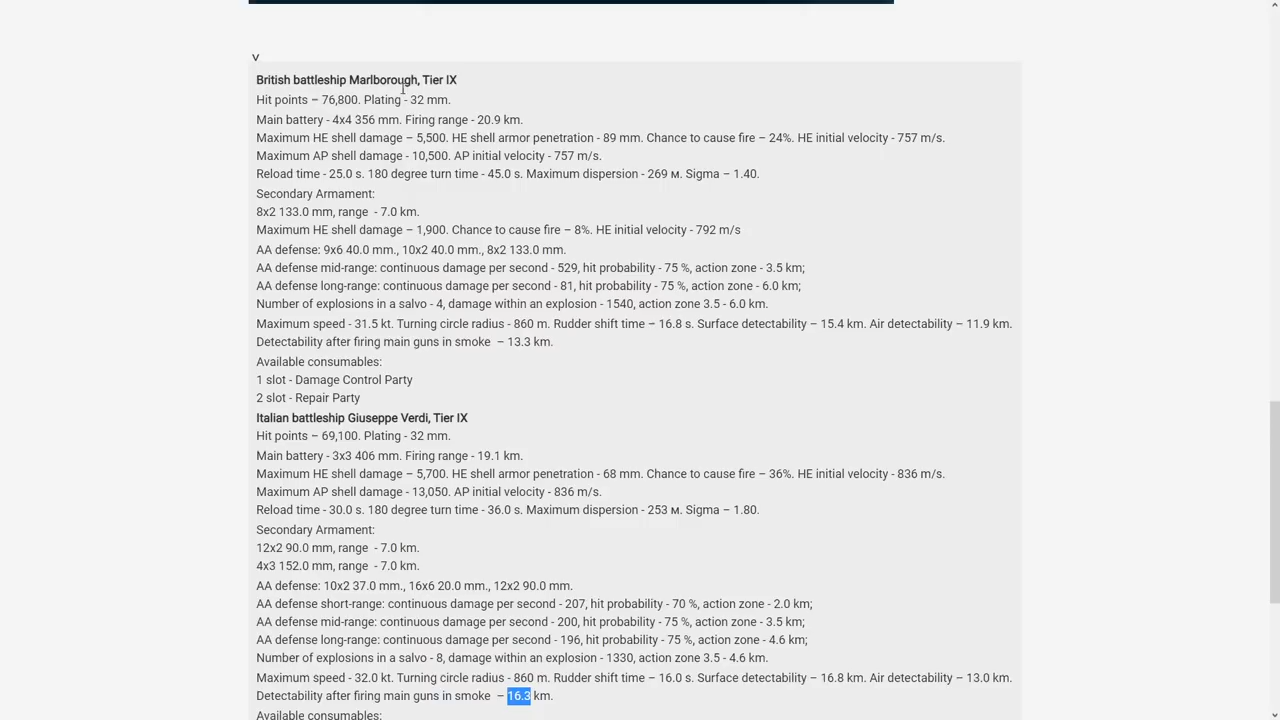 v
British battleship Marlborough, Tier IX
Hit points – 76,800. Plating - 32 mm.
Main battery - 4x4 356 mm. Firing range - 20.9 km.
Maximum HE shell damage – 5,500. HE shell armor penetration - 89 mm. Chance to cause fire – 24%. HE initial velocity - 757 m/s.
Maximum AP shell damage - 10,500. AP initial velocity - 757 m/s.
Reload time - 25.0 s. 180 degree turn time - 45.0 s. Maximum dispersion - 269 м. Sigma – 1.40.
Secondary Armament:
8x2 133.0 mm, range  - 7.0 km.
Maximum HE shell damage – 1,900. Chance to cause fire – 8%. HE initial velocity - 792 m/s
AA defense: 9x6 40.0 mm., 10x2 40.0 mm., 8x2 133.0 mm.
AA defense mid-range: continuous damage per second - 529, hit probability - 75 %, action zone - 3.5 km;
AA defense long-range: continuous damage per second - 81, hit probability - 75 %, action zone - 6.0 km;
Number of explosions in a salvo - 4, damage within an explosion - 1540, action zone 3.5 - 6.0 km.
Maximum speed - 31.5 kt. Turning circle radius - 860 m. Rudder shift time – 16.8 s. Surface detectability – 15.4 km. Air detectability – 11.9 km.
Detectability after firing main guns in smoke  – 13.3 km.
Available consumables:
1 slot - Damage Control Party
2 slot - Repair Party
Italian battleship Giuseppe Verdi, Tier IX
Hit points – 69,100. Plating - 32 mm.
Main battery - 3x3 406 mm. Firing range - 19.1 km.
Maximum HE shell damage – 5,700. HE shell armor penetration - 68 mm. Chance to cause fire – 36%. HE initial velocity - 836 m/s.
Maximum AP shell damage - 13,050. AP initial velocity - 836 m/s.
Reload time - 30.0 s. 180 degree turn time - 36.0 s. Maximum dispersion - 253 м. Sigma – 1.80.
Secondary Armament:
12x2 90.0 mm, range  - 7.0 km.
4x3 152.0 mm, range  - 7.0 km.
AA defense: 10x2 37.0 mm., 16x6 20.0 mm., 12x2 90.0 mm.
AA defense short-range: continuous damage per second - 207, hit probability - 70 %, action zone - 2.0 km;
AA defense mid-range: continuous damage per second - 200, hit probability - 75 %, action zone - 3.5 km;
AA defense long-range: continuous damage per second - 196, hit probability - 75 %, action zone - 4.6 km;
Number of explosions in a salvo - 8, damage within an explosion - 1330, action zone 3.5 - 4.6 km.
Maximum speed - 32.0 kt. Turning circle radius - 860 m. Rudder shift time – 16.0 s. Surface detectability – 16.8 km. Air detectability – 13.0 km.
Detectability after firing main guns in smoke  – 16.3 km.
Available consumables: